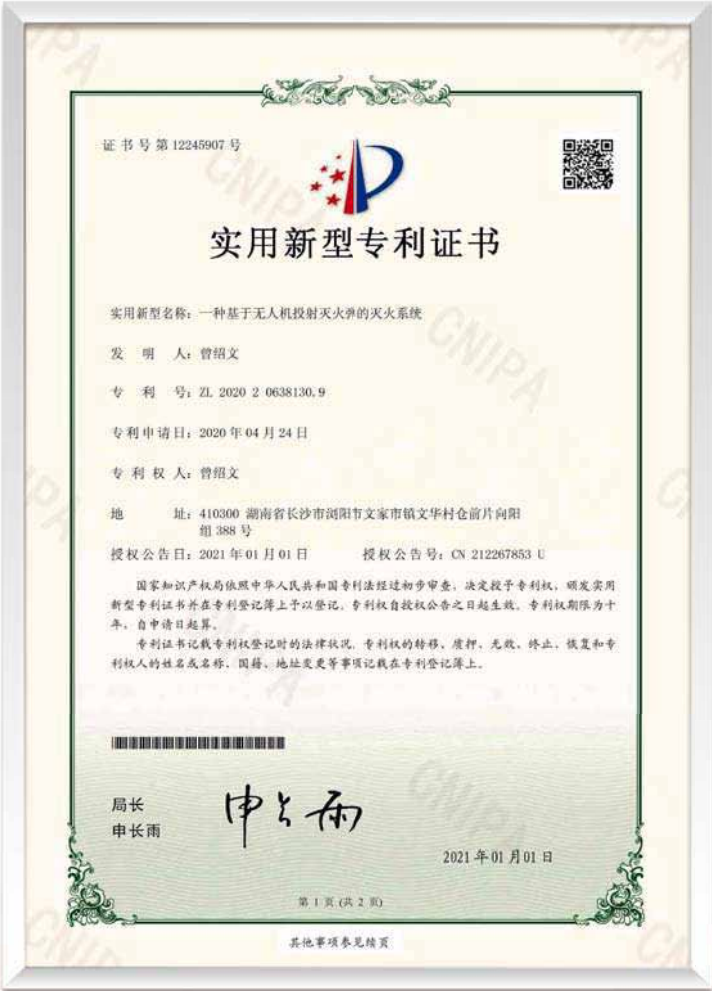 证书号第12245907号
实用新型专利证书
实用新型名称：一种基于无人机投射灭火弹的灭火系统
发 明 人：曾绍文
专 利 号：ZL 2020 2 0638130.9
专利申请日：2020年04月24日
专 利 权 人：曾绍文
地 址：410300 湖南省长沙市浏阳市文家市镇文华村仓前片向阳
组388号
授权公告日：2021年01月01日 授权公告号：CN 212267853 U
国家知识产权局依照中华人民共和国专利法经过初步审查，决定授予专利权，颁发实用
新型专利证书并在专利登记簿上予以登记。专利权自授权公告之日起生效。专利权期限为十
年，自申请日起算。
专利证书记载专利权登记时的法律状况。专利权的转移、质押、无效、终止、恢复和专
利权人的姓名或名称、国籍、地址变更等事项记载在专利登记簿上。
局长
申长雨
申长雨
2021年01月01日
第 1 页 (共 2 页)
其他事项参见续页
CNIPA
CNIPA
CNIPA
CNIPA